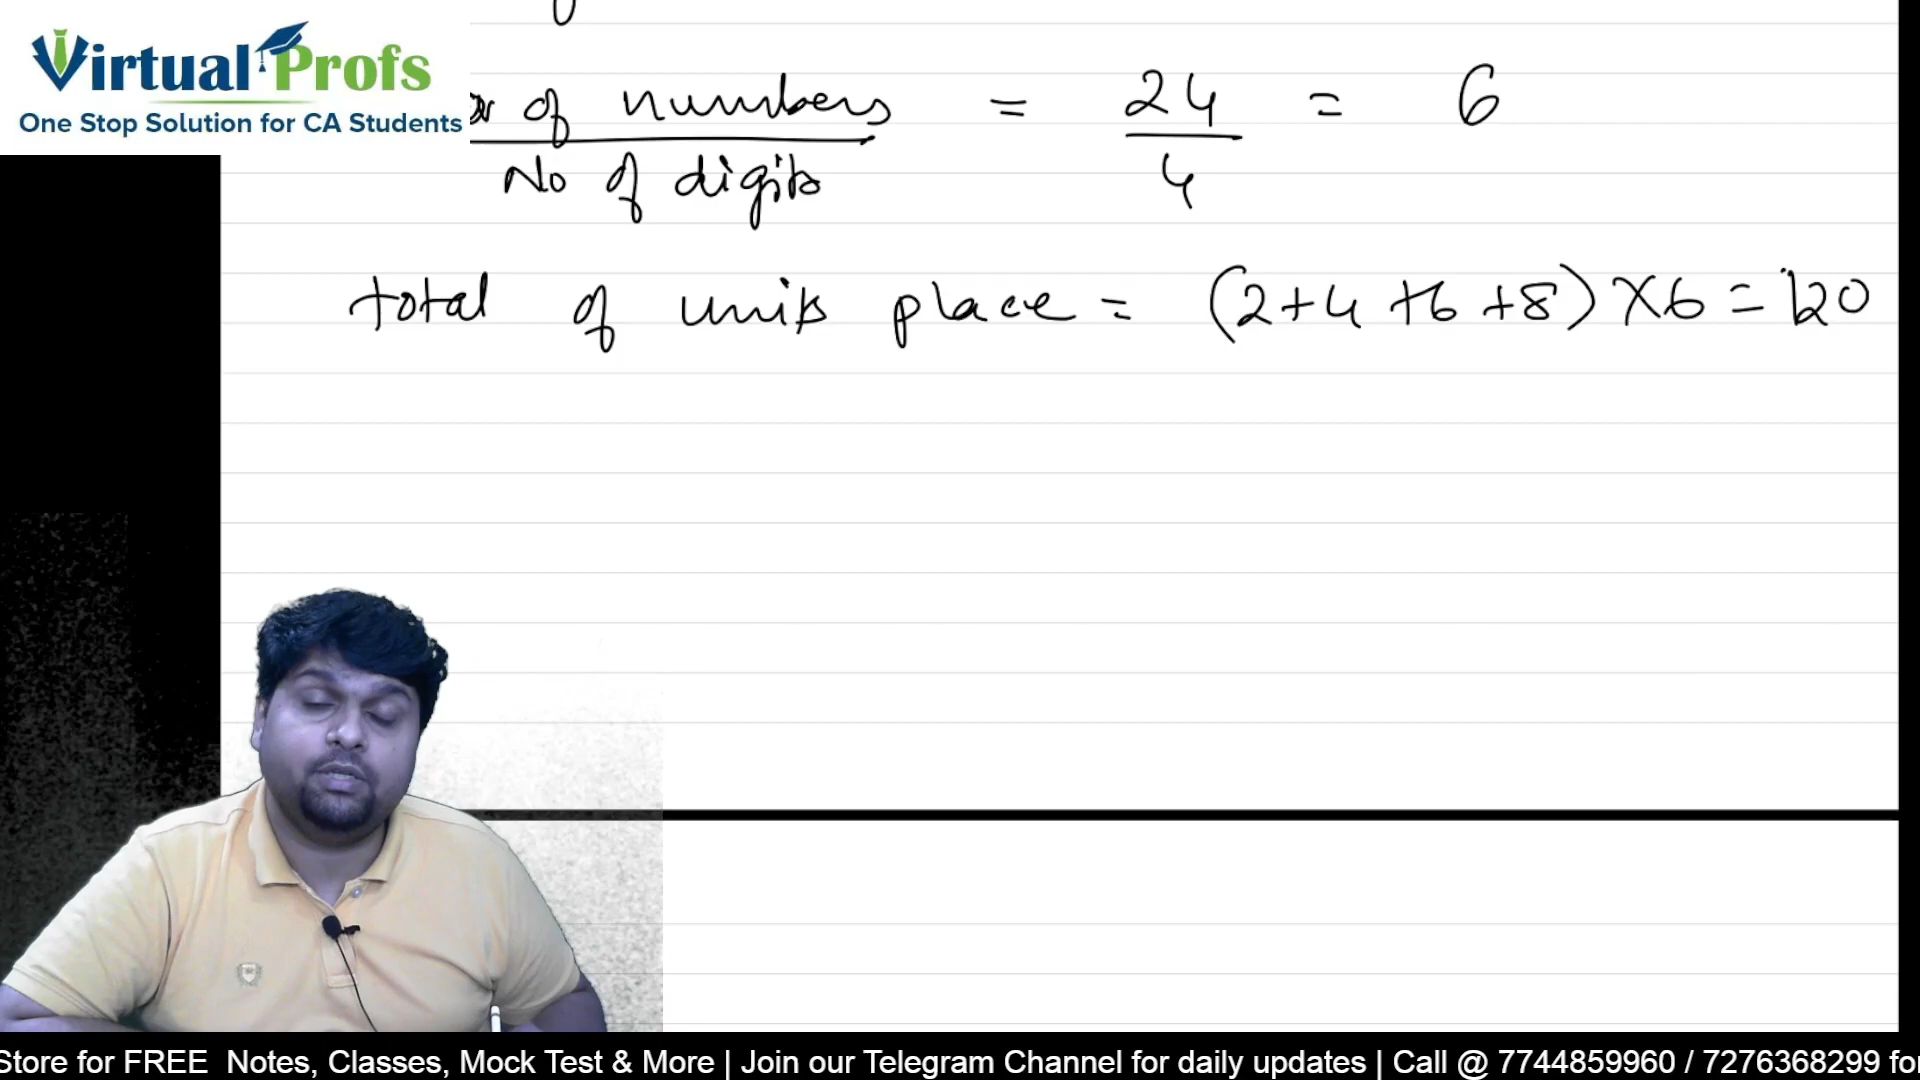 Virtual Profs
One Stop Solution for CA Students
of numbers = 24 = 6
No of digits 4
total of units place = (2+4+6+8) X6 = 120
Store for FREE Notes, Classes, Mock Test & More | Join our Telegram Channel for daily updates | Call @ 7744859960 / 7276368299 for